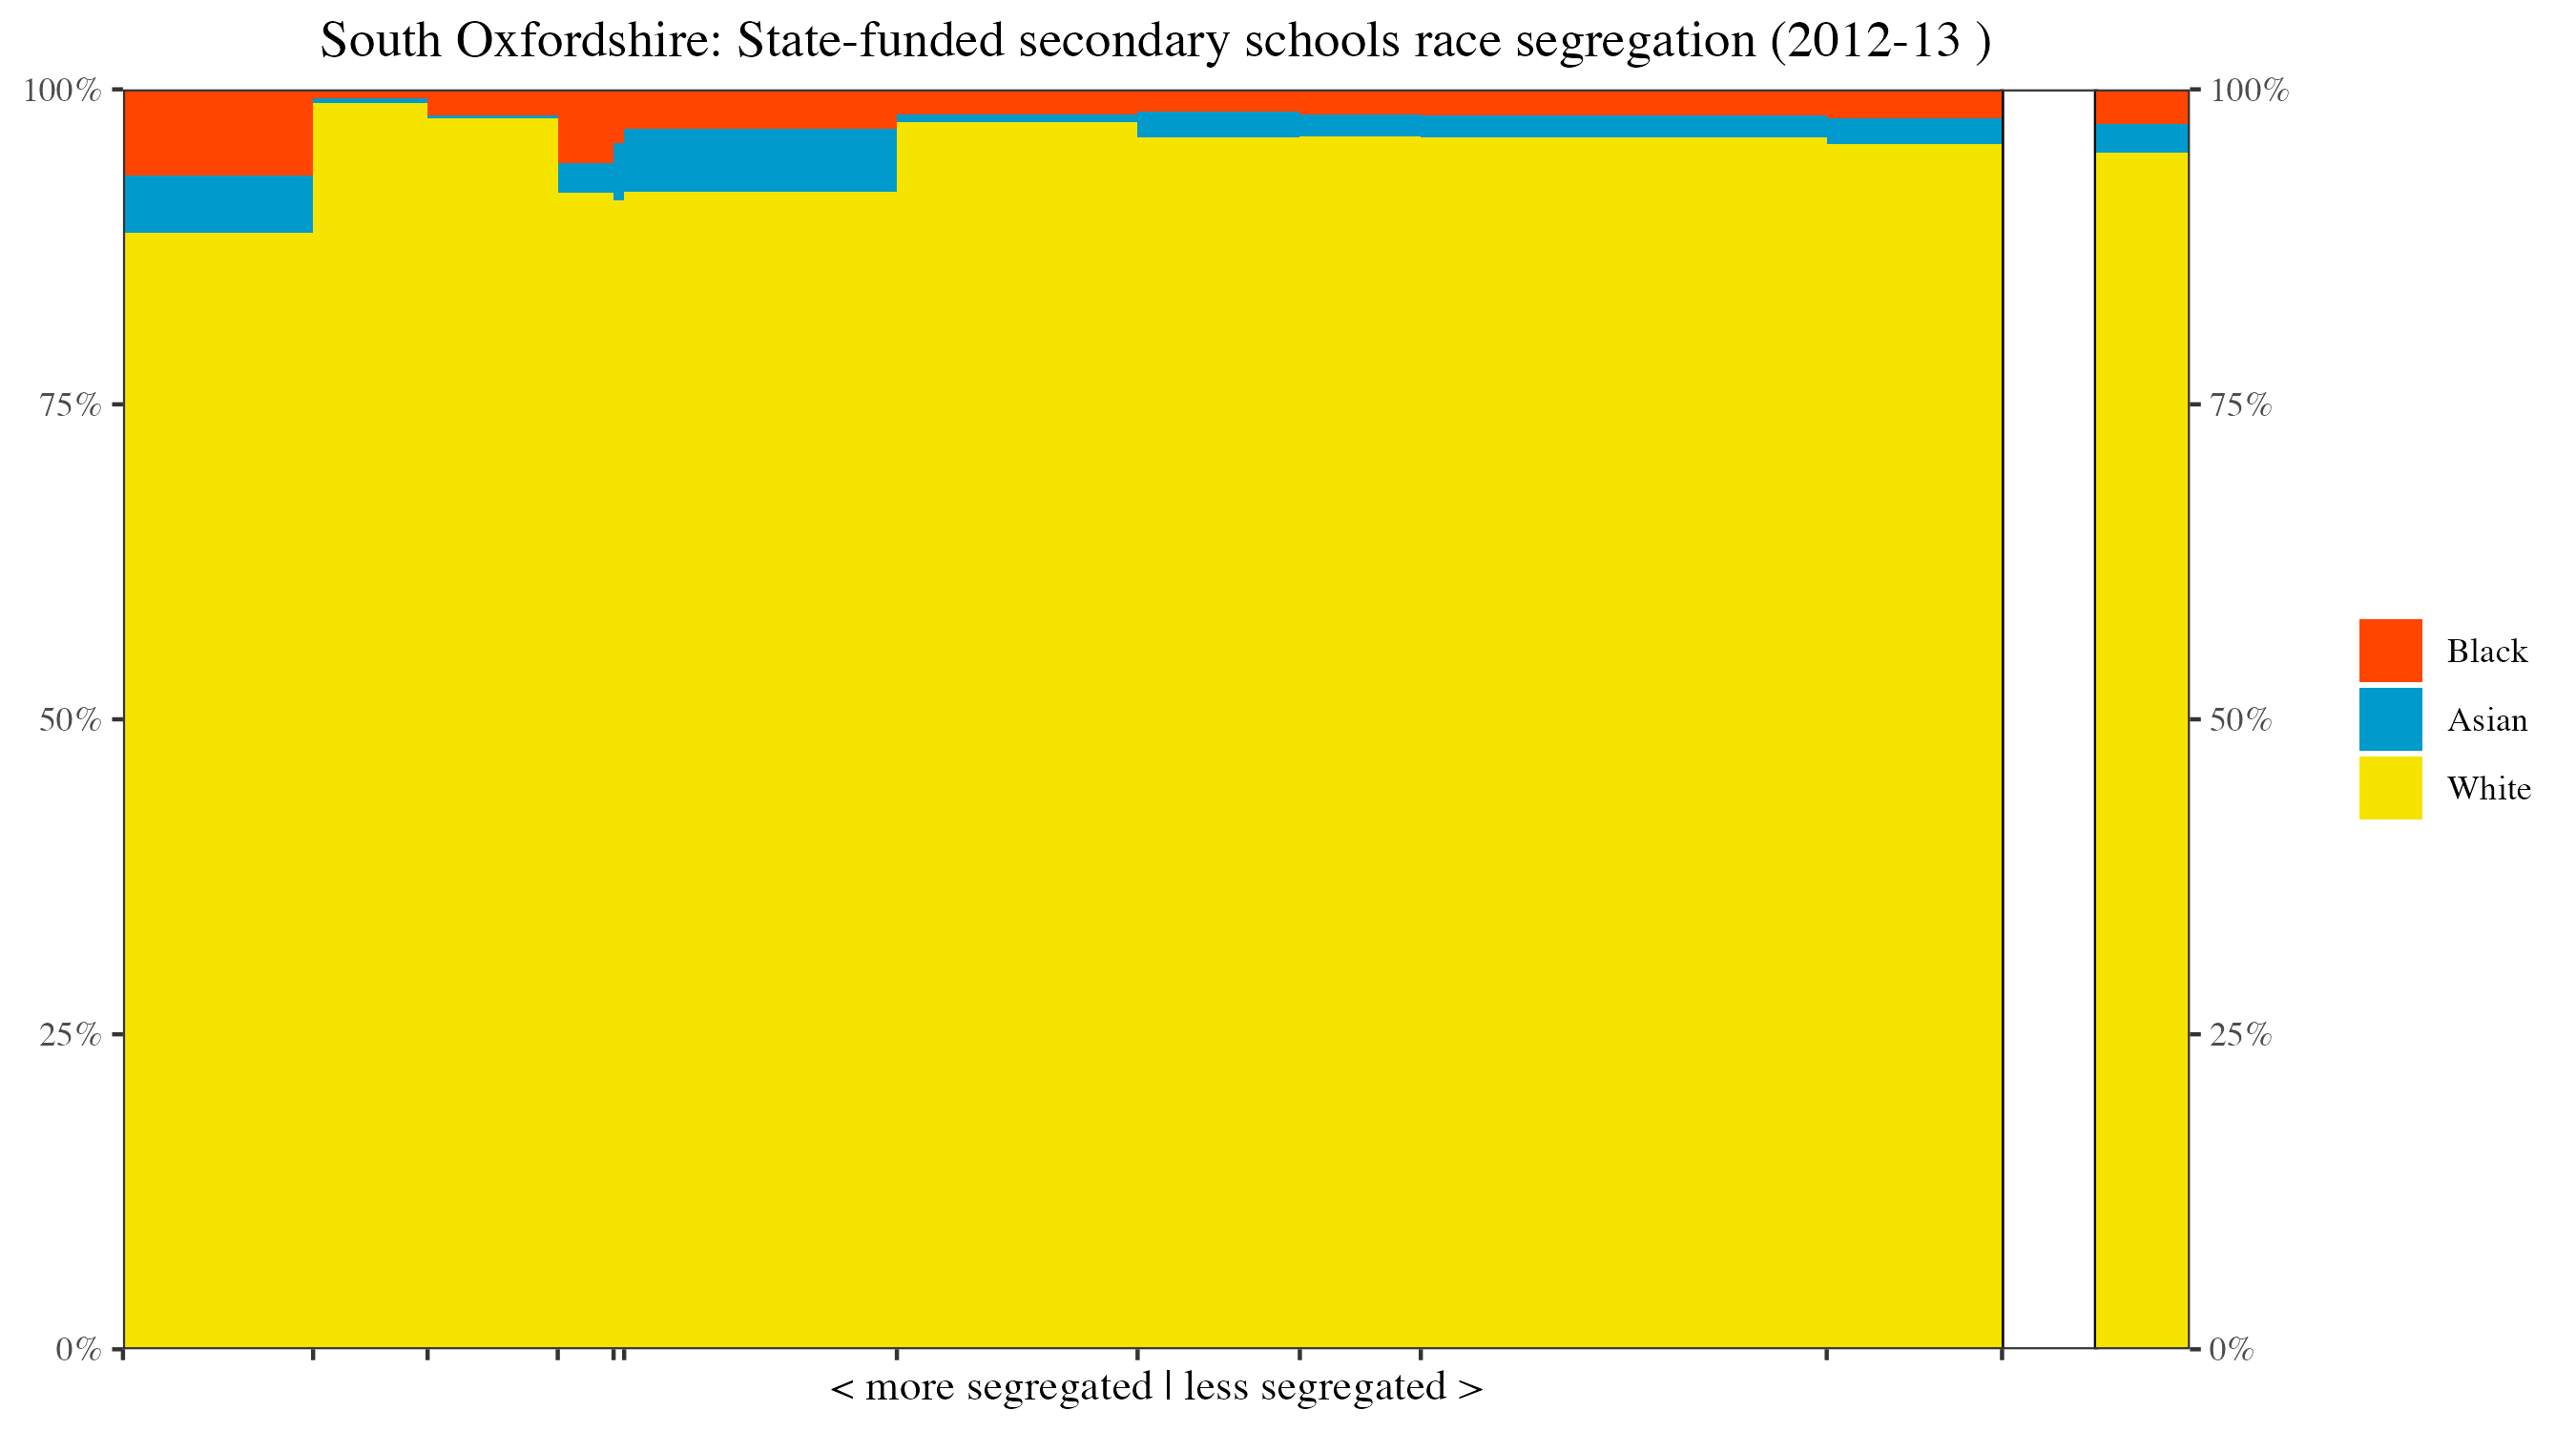 South Oxfordshire: State-funded secondary schools race segregation (2012-13 )
100%
75%
50%
25%
0%
100%
75%
50%
25%
0%
Black
Asian
White
< more segregated | less segregated >